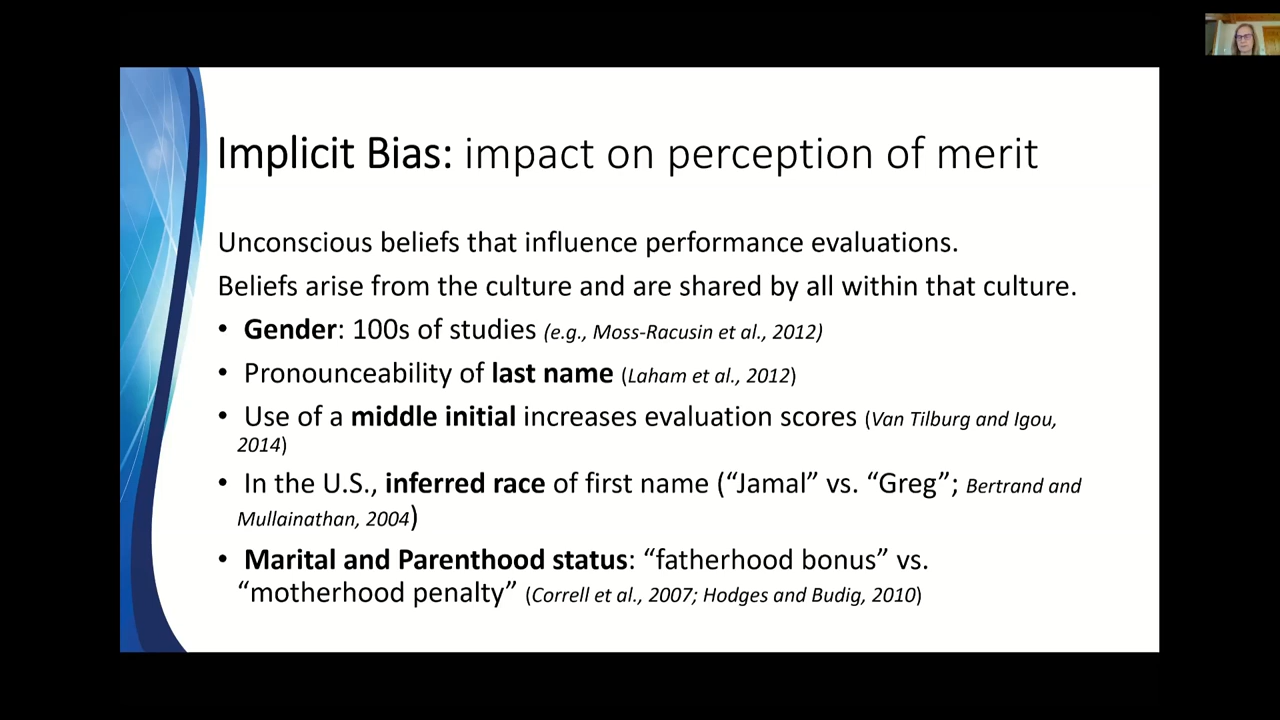 Implicit Bias: impact on perception of merit
Unconscious beliefs that influence performance evaluations.
Beliefs arise from the culture and are shared by all within that culture.
• Gender: 100s of studies (e.g., Moss-Racusin et al., 2012)
• Pronounceability of last name (Laham et al., 2012)
• Use of a middle initial increases evaluation scores (Van Tilburg and Igou,
2014)
• In the U.S., inferred race of first name (“Jamal” vs. “Greg”; Bertrand and
Mullainathan, 2004)
• Marital and Parenthood status: “fatherhood bonus” vs.
“motherhood penalty” (Correll et al., 2007; Hodges and Budig, 2010)